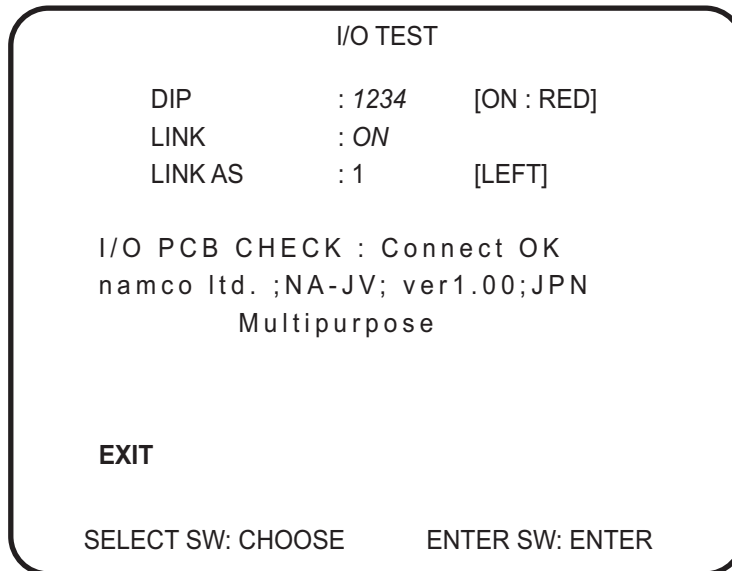 I/O TEST
DIP : 1234 [ON : RED]
LINK : ON
LINK AS : 1 [LEFT]
I/O PCB CHECK : Connect OK
namco ltd. ;NA-JV; ver1.00;JPN
Multipurpose
EXIT
SELECT SW: CHOOSE ENTER SW: ENTER